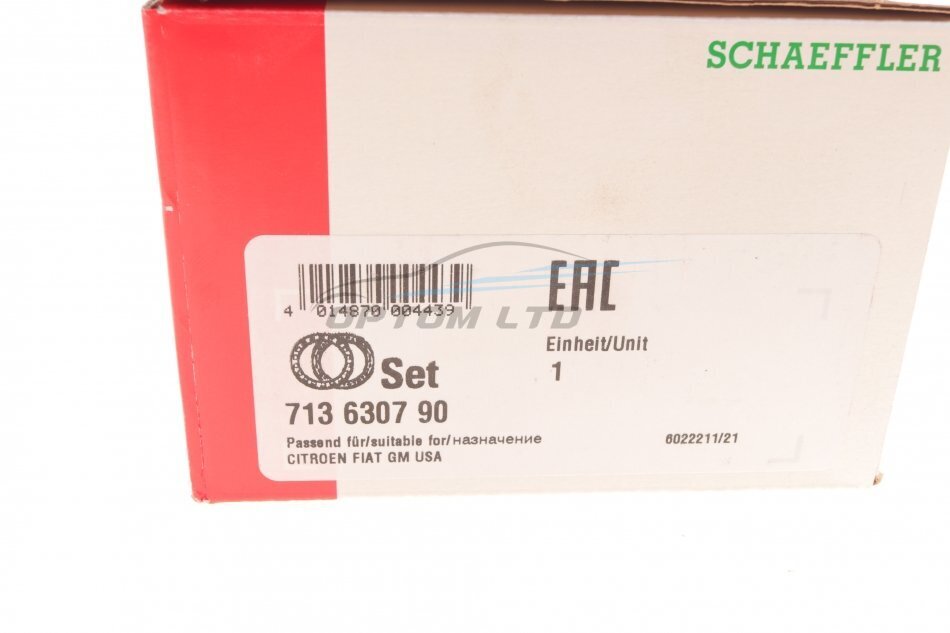 SCHAEFFLER
4 014870 004439
EAC
OPTOM LTD
Einheit/Unit
1
Set
713 6307 90
Passend für/suitable for/назначение
CITROEN FIAT GM USA
6022211/21